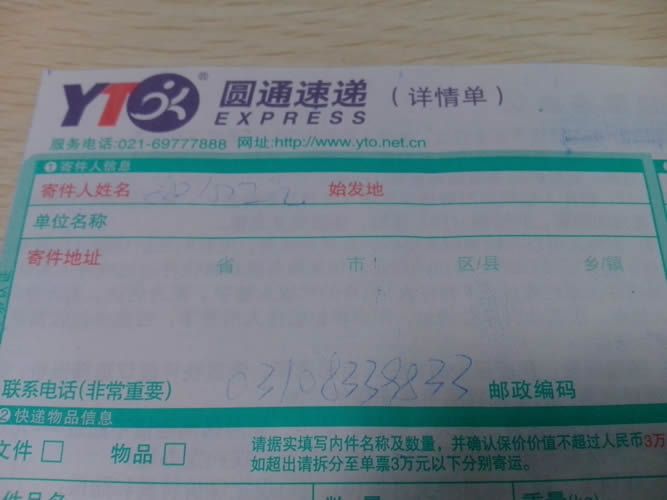 YTO® 圆通速递 (详情单)
EXPRESS
服务电话:021-69777888 网址:http://www.yto.net.cn
❶寄件人信息
寄件人姓名 始发地
单位名称
寄件地址
省 市 区/县 乡/镇
联系电话(非常重要) 03108338833 邮政编码
❷快递物品信息
文件 □ 物品 □ 请据实填写内件名称及数量，并确认保价价值不超过人民币3万
如超出请拆分至单票3万元以下分别寄运。